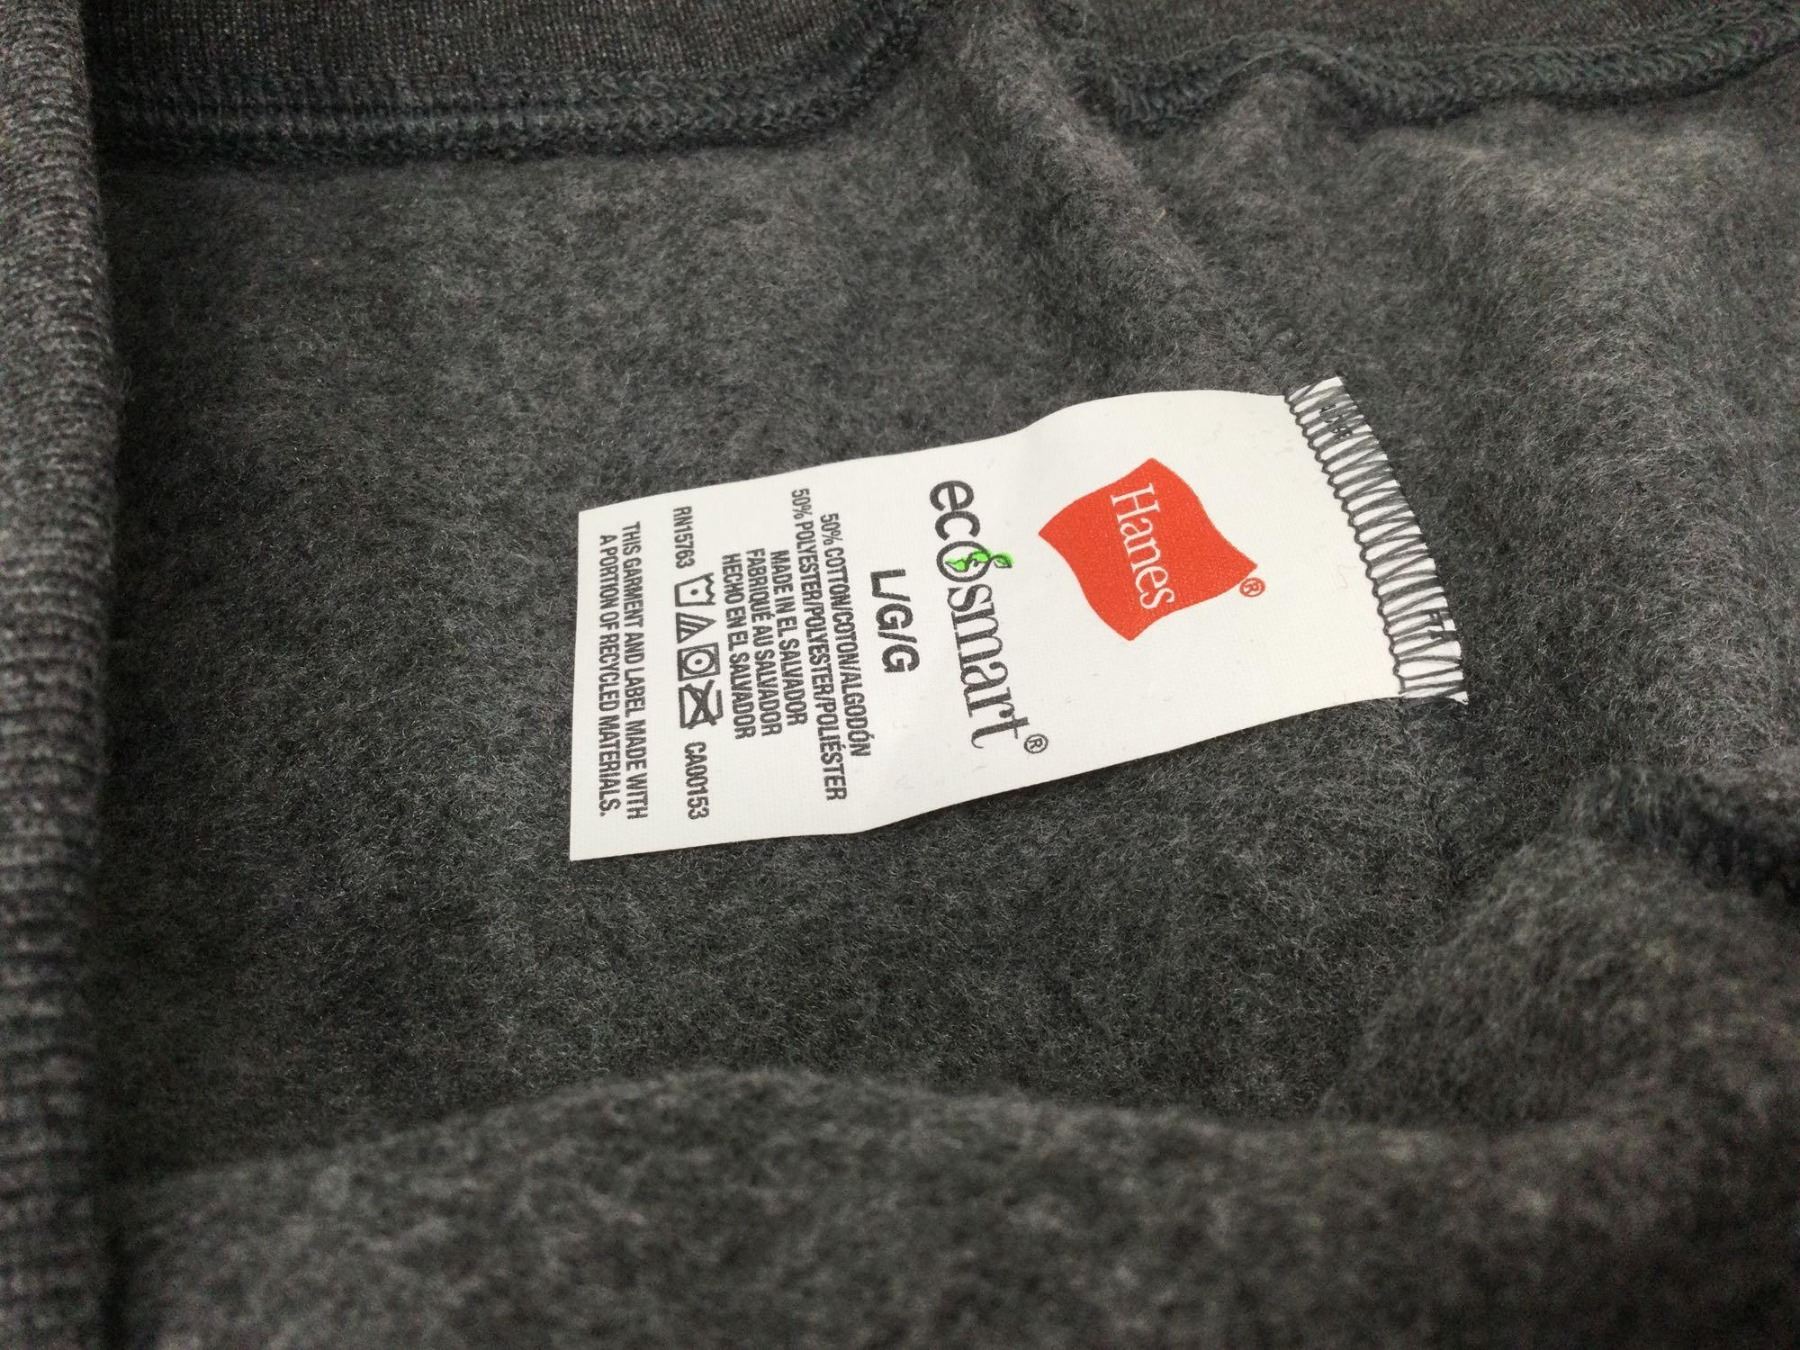 Hanes®
ecosmart®
L/G/G
50% COTTON/COTON/ALGODÓN
50% POLYESTER/POLYESTER/POLIÉSTER
MADE IN EL SALVADOR
FABRIQUÉ AU SALVADOR
HECHO EN EL SALVADOR
RN15763 CA00153
THIS GARMENT AND LABEL MADE WITH
A PORTION OF RECYCLED MATERIALS.